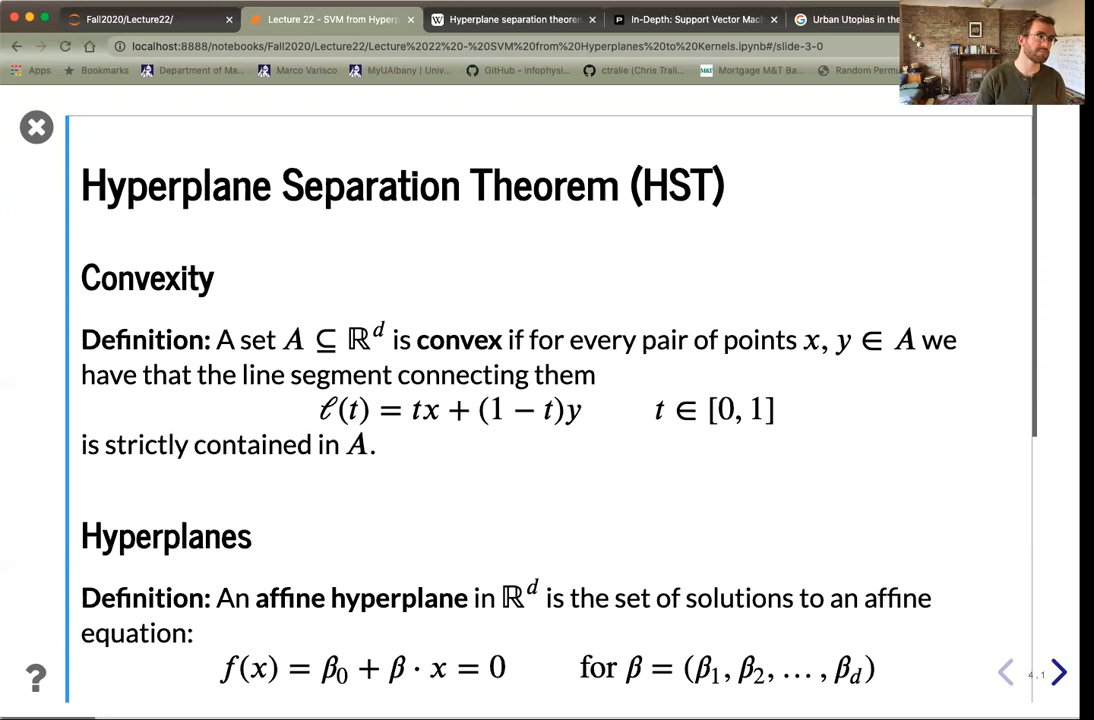 Fall2020/Lecture22/
Lecture 22 - SVM from Hyperp
Hyperplane separation theorem
In-Depth: Support Vector Mac
Urban Utopias in the
localhost:8888/notebooks/Fall2020/Lecture22/Lecture%2022%20-%20SVM%20from%20Hyperplanes%20to%20Kernels.ipynb#/slide-3-0
Apps
Bookmarks
Department of Ma...
Marco Varisco
MyUAlbany | Univ...
GitHub - infophysi...
ctralie (Chris Trali...
M&T
Mortgage M&T Ba...
Random Permu
Hyperplane Separation Theorem (HST)
Convexity
Definition: A set A ⊆ ℝᵈ is convex if for every pair of points x, y ∈ A we
have that the line segment connecting them
ℓ(t) = tx + (1 − t)y t ∈ [0, 1]
is strictly contained in A.
Hyperplanes
Definition: An affine hyperplane in ℝᵈ is the set of solutions to an affine
equation:
f(x) = β₀ + β · x = 0 for β = (β₁, β₂, … , β_d)
?
4.1